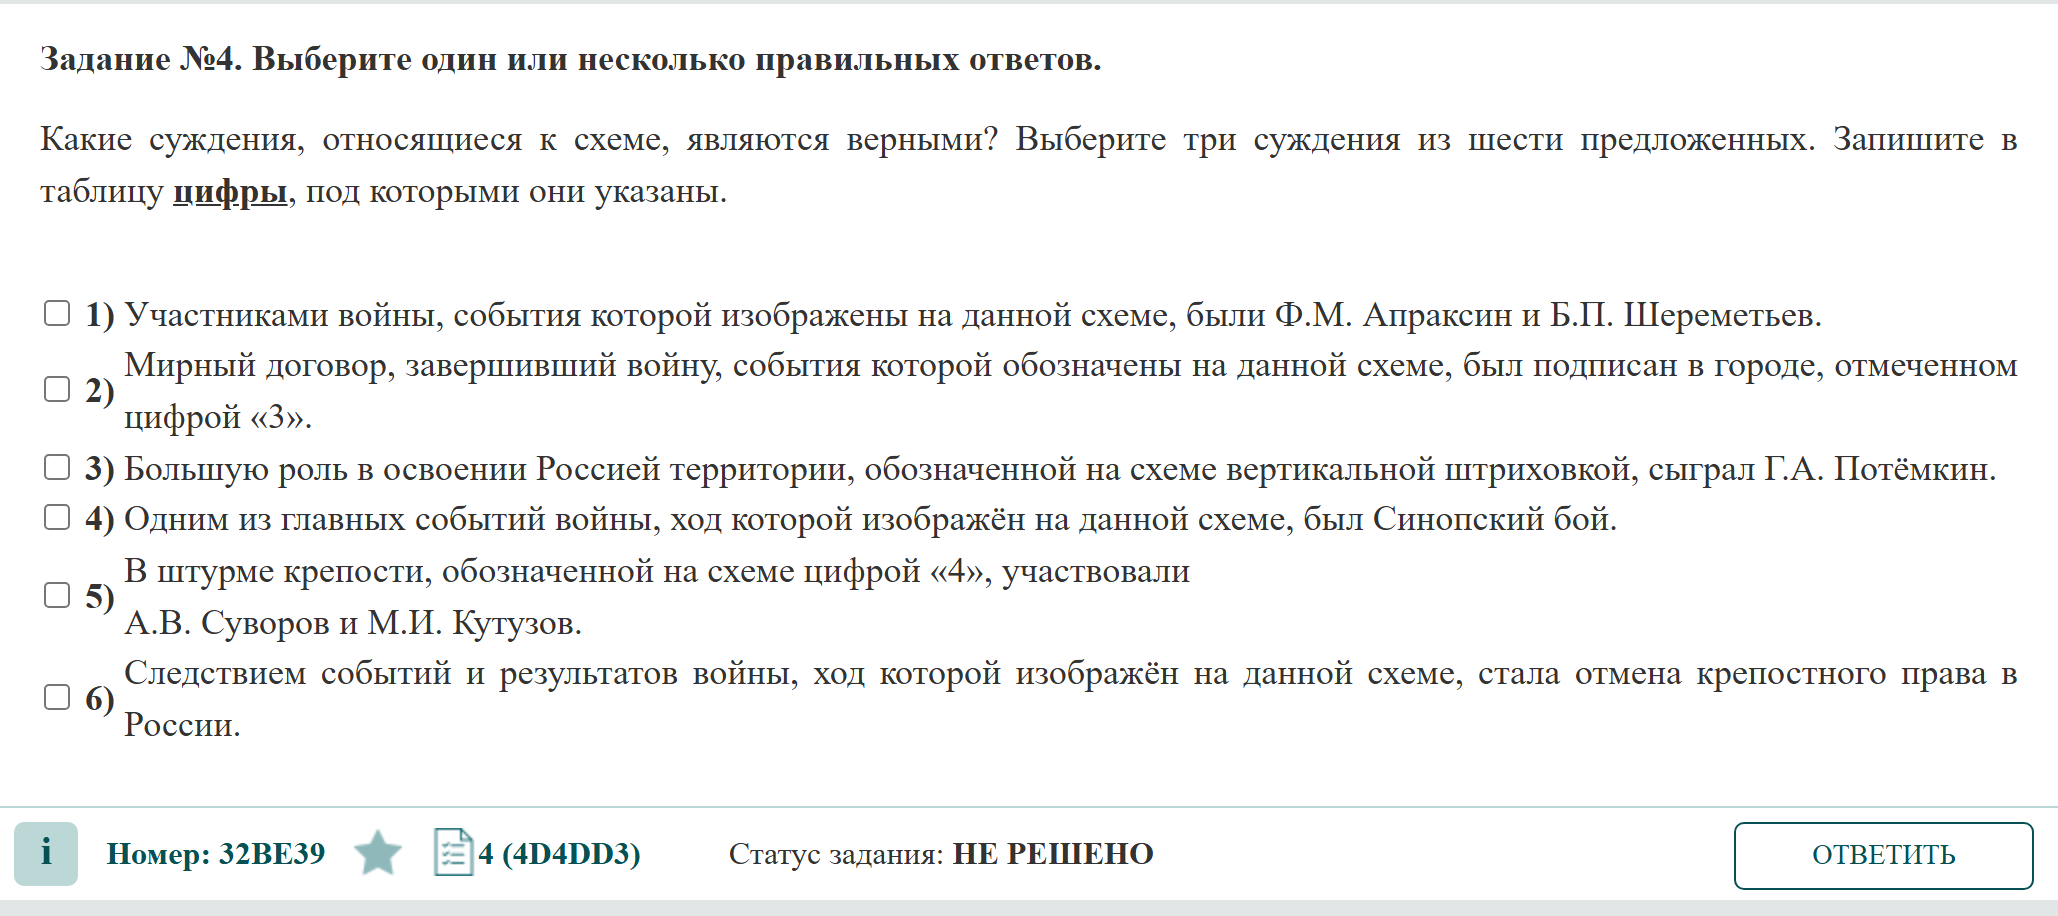 Задание №4. Выберите один или несколько правильных ответов.
Какие суждения, относящиеся к схеме, являются верными? Выберите три суждения из шести предложенных. Запишите в
таблицу цифры, под которыми они указаны.
1) Участниками войны, события которой изображены на данной схеме, были Ф.М. Апраксин и Б.П. Шереметьев.
2) Мирный договор, завершивший войну, события которой обозначены на данной схеме, был подписан в городе, отмеченном
цифрой «3».
3) Большую роль в освоении Россией территории, обозначенной на схеме вертикальной штриховкой, сыграл Г.А. Потёмкин.
4) Одним из главных событий войны, ход которой изображён на данной схеме, был Синопский бой.
5) В штурме крепости, обозначенной на схеме цифрой «4», участвовали
А.В. Суворов и М.И. Кутузов.
6) Следствием событий и результатов войны, ход которой изображён на данной схеме, стала отмена крепостного права в
России.
i Номер: 32BE39 4 (4D4DD3) Статус задания: НЕ РЕШЕНО ОТВЕТИТЬ